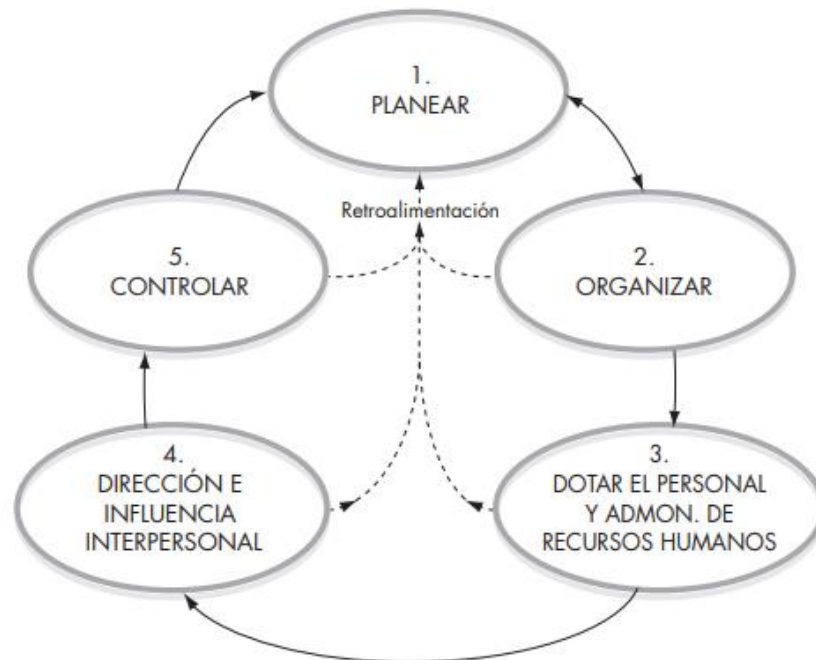 1.
PLANEAR
Retroalimentación
5.
CONTROLAR
2.
ORGANIZAR
4.
DIRECCIÓN E
INFLUENCIA
INTERPERSONAL
3.
DOTAR EL PERSONAL
Y ADMON. DE
RECURSOS HUMANOS